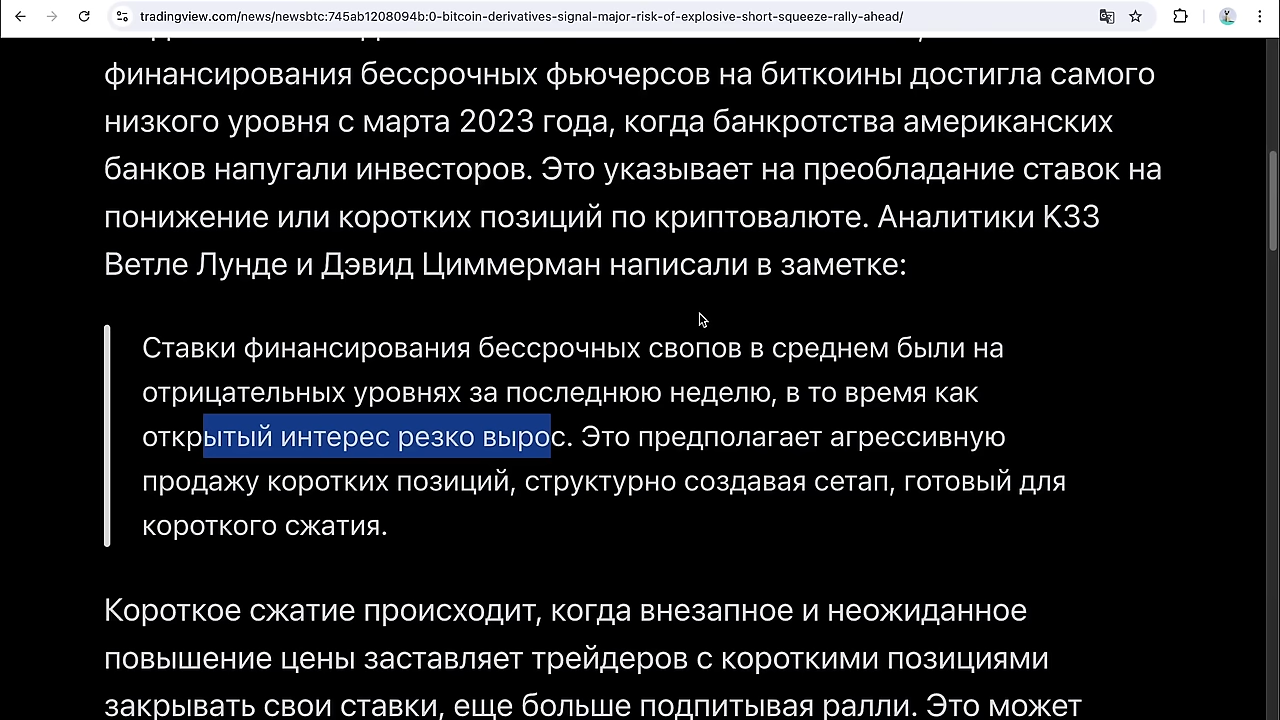 tradingview.com/news/newsbtc:745ab1208094b:0-bitcoin-derivatives-signal-major-risk-of-explosive-short-squeeze-rally-ahead/
финансирования бессрочных фьючерсов на биткоины достигла самого
низкого уровня с марта 2023 года, когда банкротства американских
банков напугали инвесторов. Это указывает на преобладание ставок на
понижение или коротких позиций по криптовалюте. Аналитики K33
Ветле Лунде и Дэвид Циммерман написали в заметке:
Ставки финансирования бессрочных свопов в среднем были на
отрицательных уровнях за последнюю неделю, в то время как
открытый интерес резко вырос. Это предполагает агрессивную
продажу коротких позиций, структурно создавая сетап, готовый для
короткого сжатия.
Короткое сжатие происходит, когда внезапное и неожиданное
повышение цены заставляет трейдеров с короткими позициями
закрывать свои ставки, еще больше подпитывая ралли. Это может